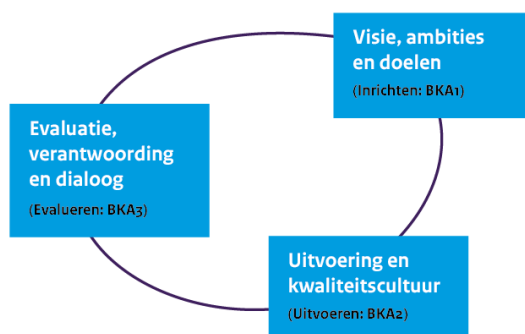 Visie, ambities
en doelen
(Inrichten: BKA1)
Evaluatie,
verantwoording
en dialoog
(Evalueren: BKA3)
Uitvoering en
kwaliteitscultuur
(Uitvoeren: BKA2)